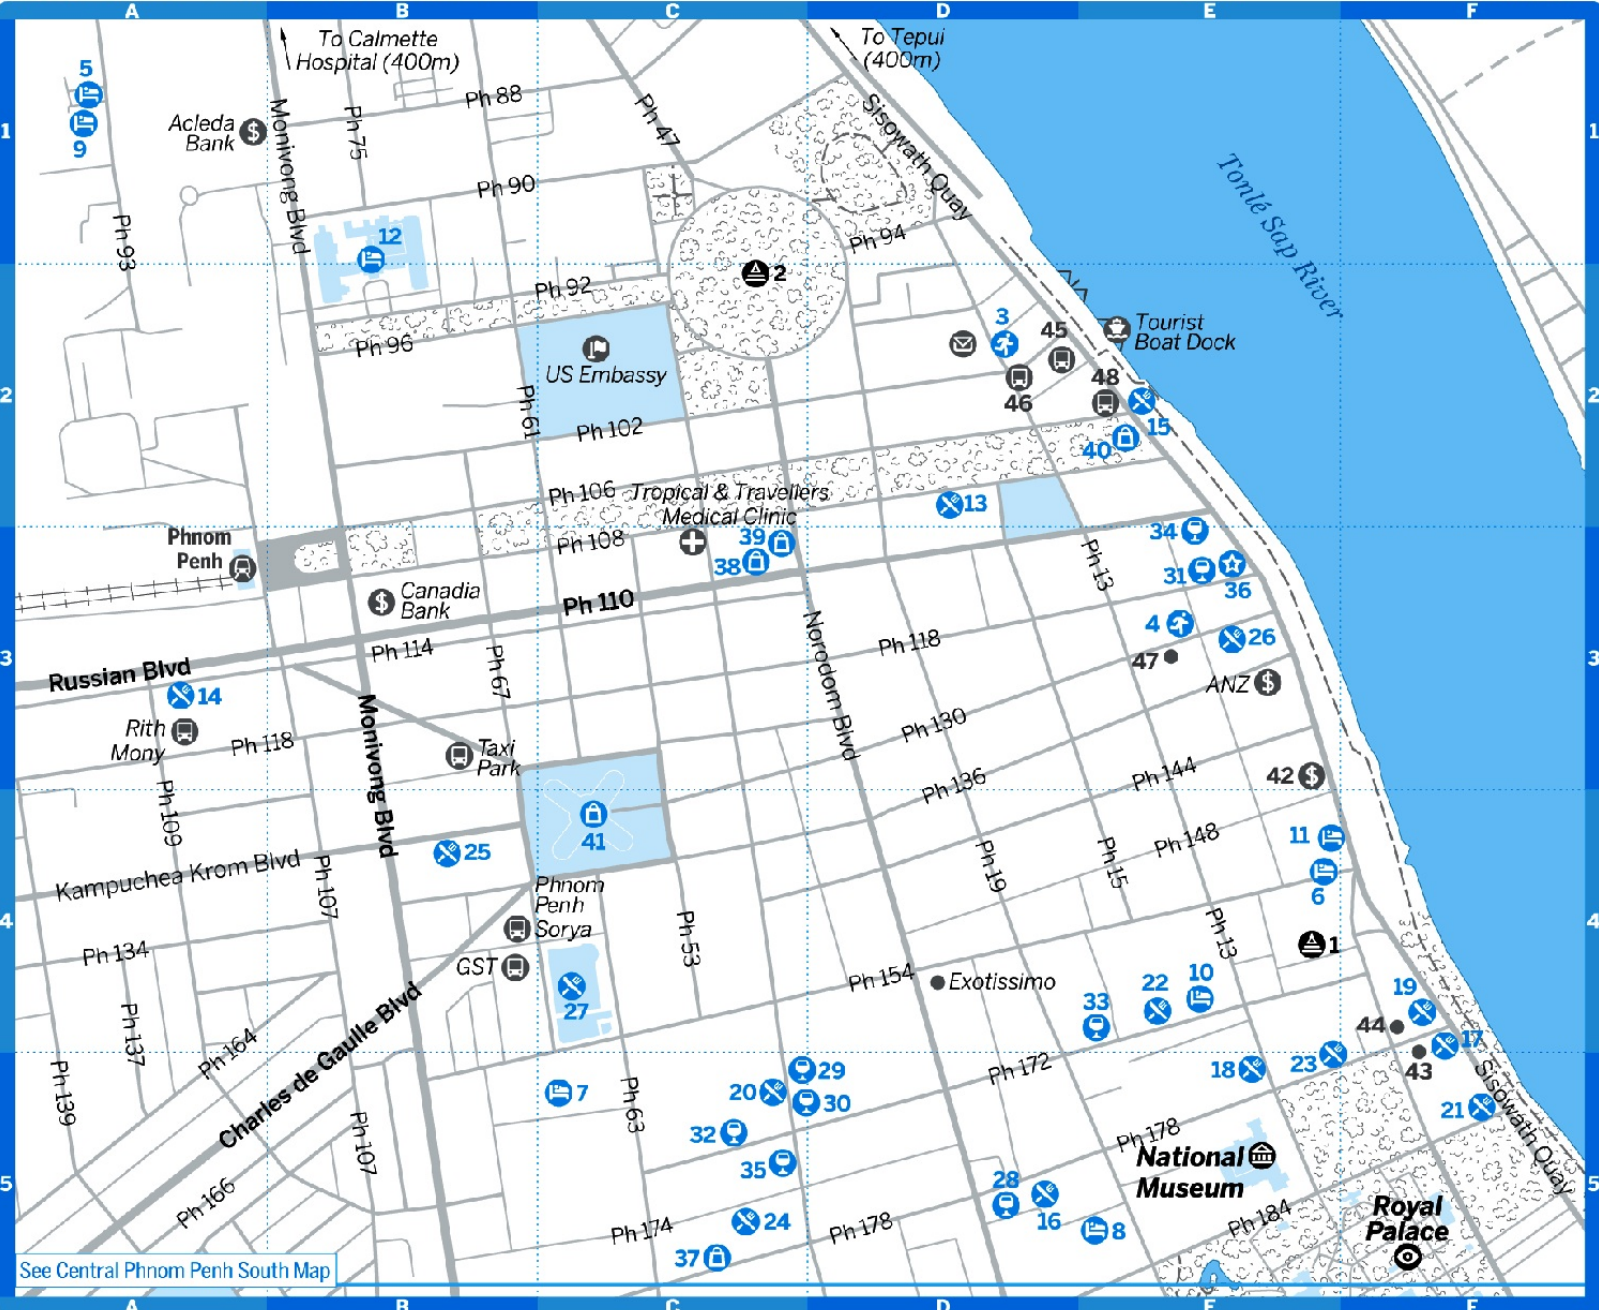 A B C D E F
To Calmette
Hospital (400m)
To Tepui
(400m)
5
9
1
1
Acleda
Bank
Monivong Blvd
Ph 75
Ph 88
Ph 47
Sisowath Quay
Tonlé Sap River
Ph 93
Ph 90
12
Ph 94
2
Ph 92
Ph 96
US Embassy
3
45
Tourist
Boat Dock
46
48
2
2
Ph 61
Ph 102
15
40
Ph 106
Tropical & Travellers
Medical Clinic
13
Phnom
Penh
Ph 108
39
38
34
Ph 13
31
36
Canadia
Bank
Ph 110
4
26
Ph 114
Norodom Blvd
Ph 118
47
3
3
Russian Blvd
14
Ph 67
ANZ
Rith
Mony
Ph 118
Monivong Blvd
Taxi
Park
Ph 130
Ph 136
Ph 144
42
Ph 109
41
25
Ph 148
11
6
Kampuchea Krom Blvd
Ph 107
Phnom
Penh
Sorya
Ph 19
Ph 15
4
4
Ph 134
GST
Ph 53
Ph 13
1
27
Ph 154
Exotissimo
33
22
10
19
44
17
43
Charles de Gaulle Blvd
Ph 137
Ph 164
Ph 139
7
Ph 63
29
20
30
Ph 172
18
23
21
Sisowath Quay
32
35
Ph 107
Ph 178
National
Museum
5
5
Ph 166
28
16
8
Ph 174
24
37
Ph 178
Ph 184
Royal
Palace
See Central Phnom Penh South Map
A B C D E F